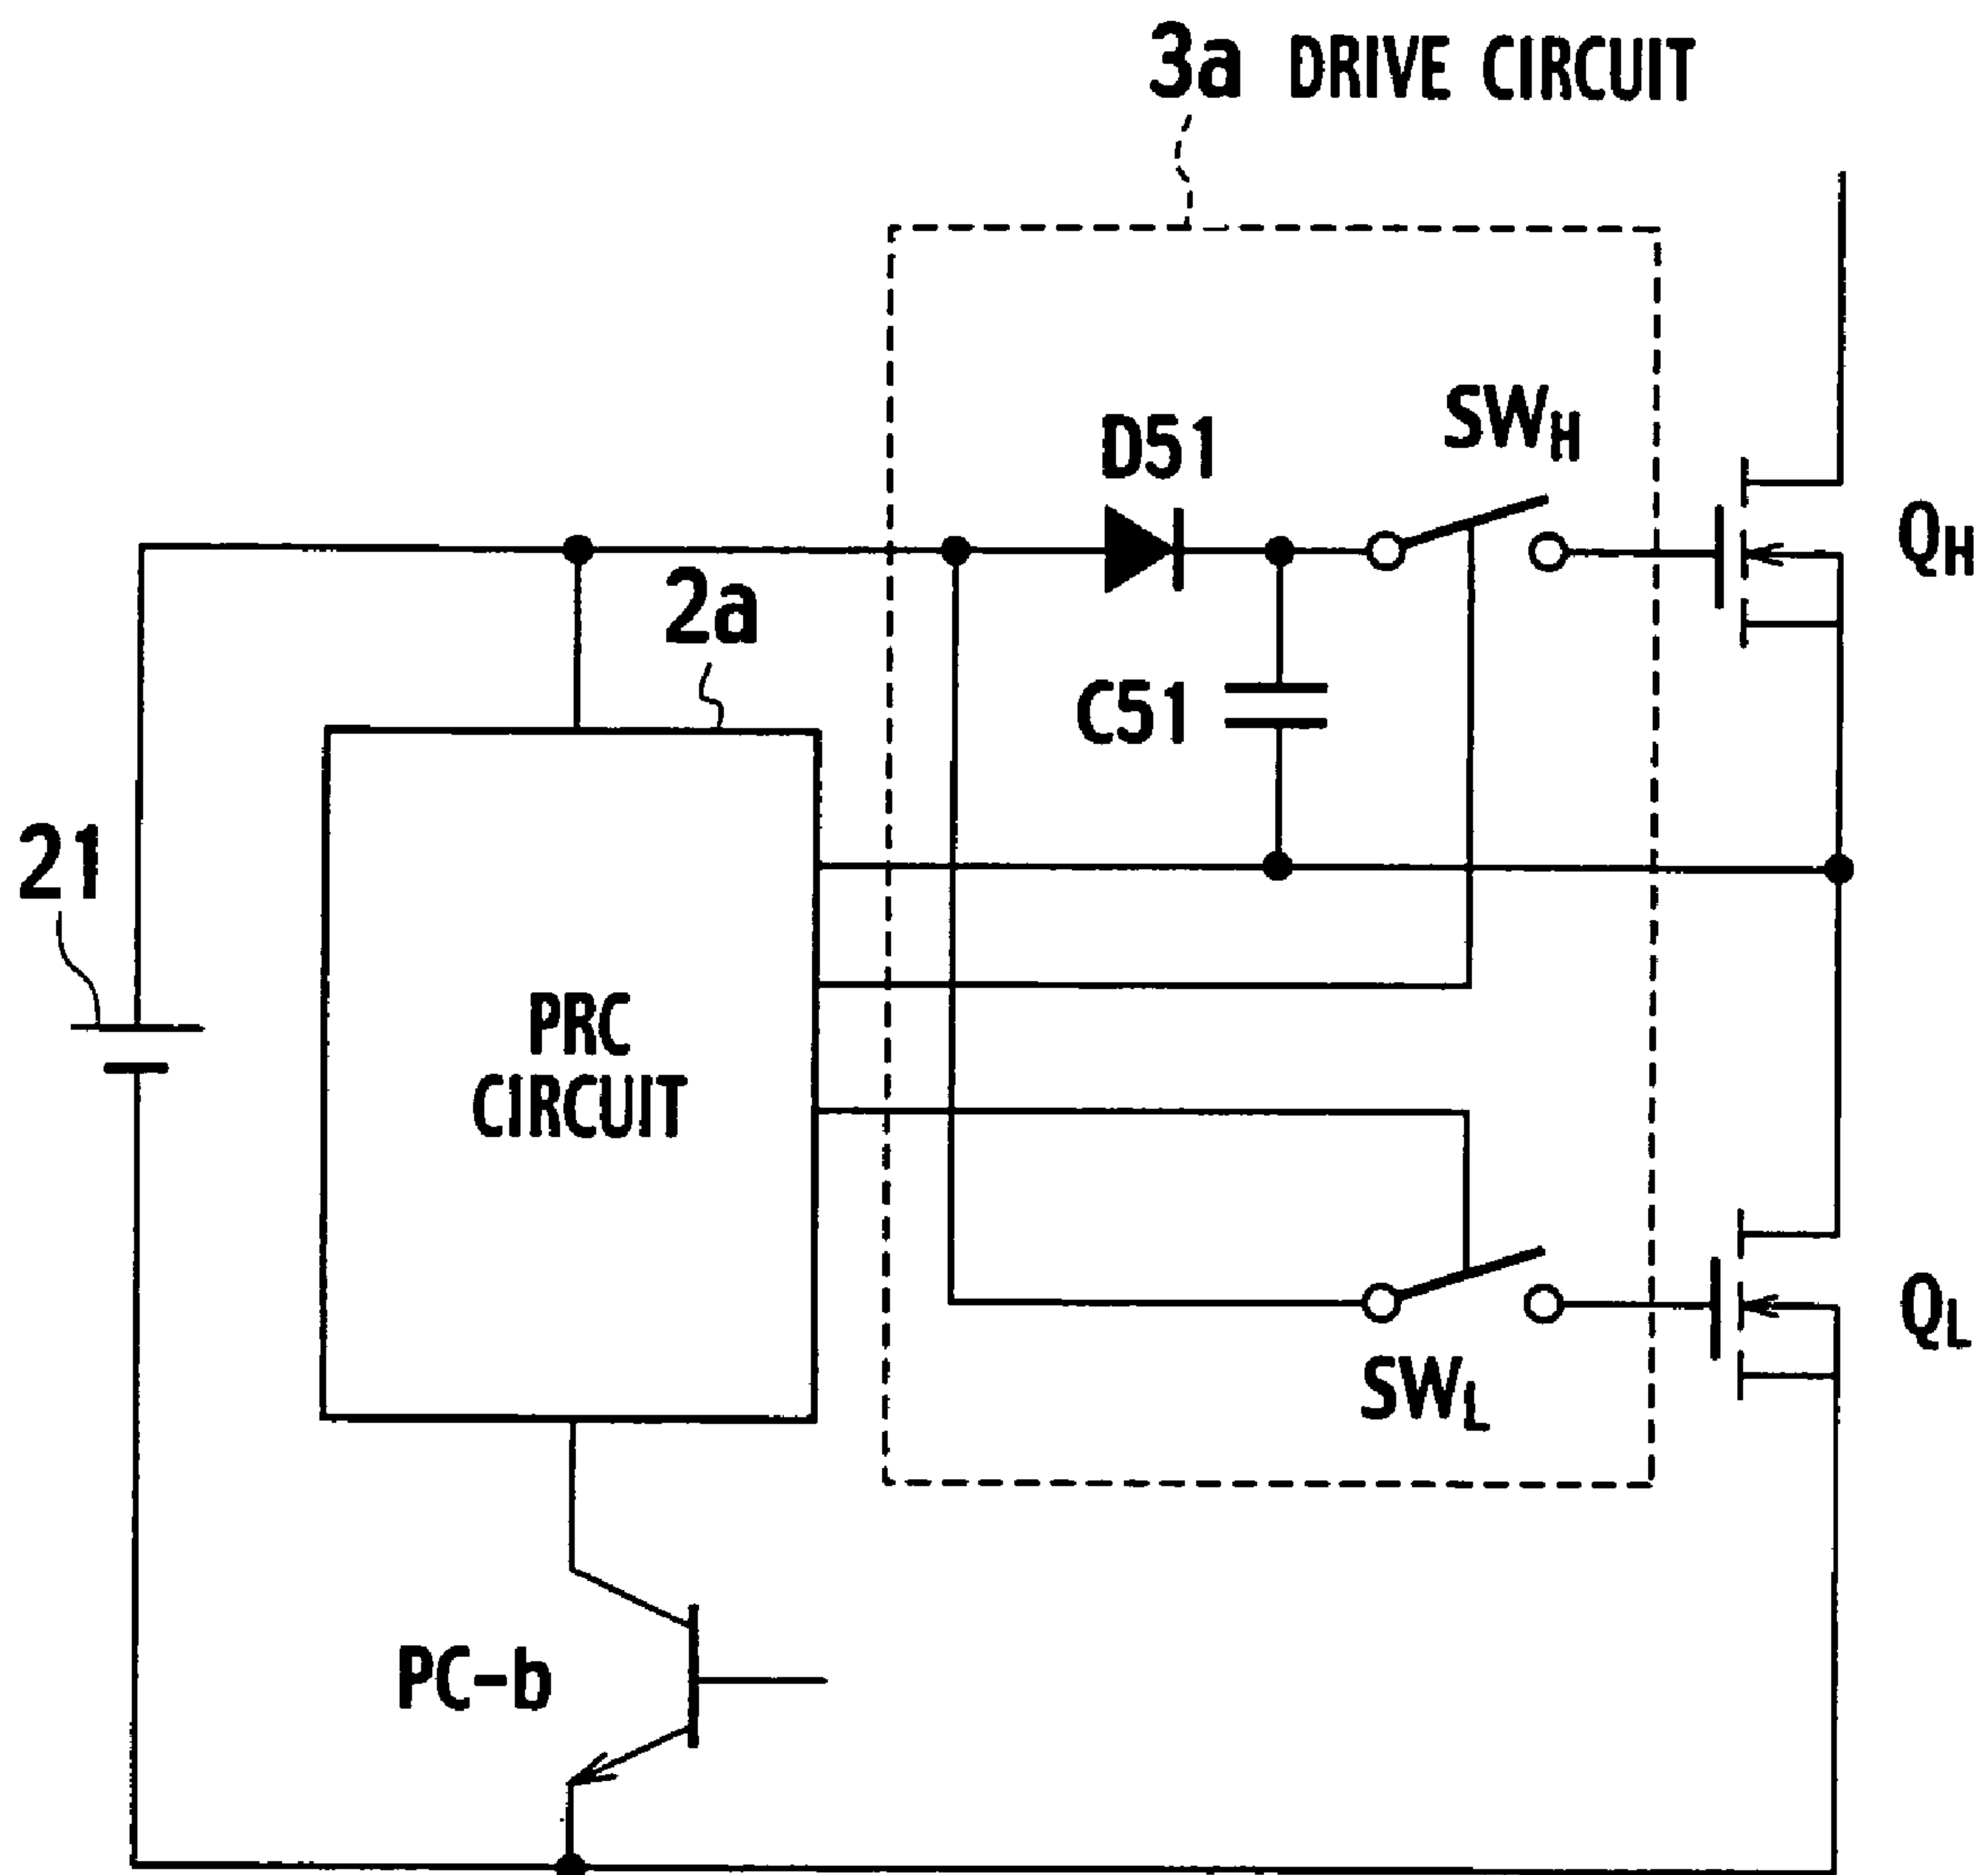 3a DRIVE CIRCUIT
SWH
D51
QH
2a
C51
21
PRC
CIRCUIT
QL
SWL
PC-b